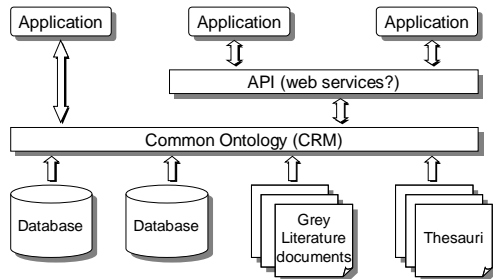 Application
Application
Application
API (web services?)
Common Ontology (CRM)
Database
Database
Grey
Literature
documents
Thesauri